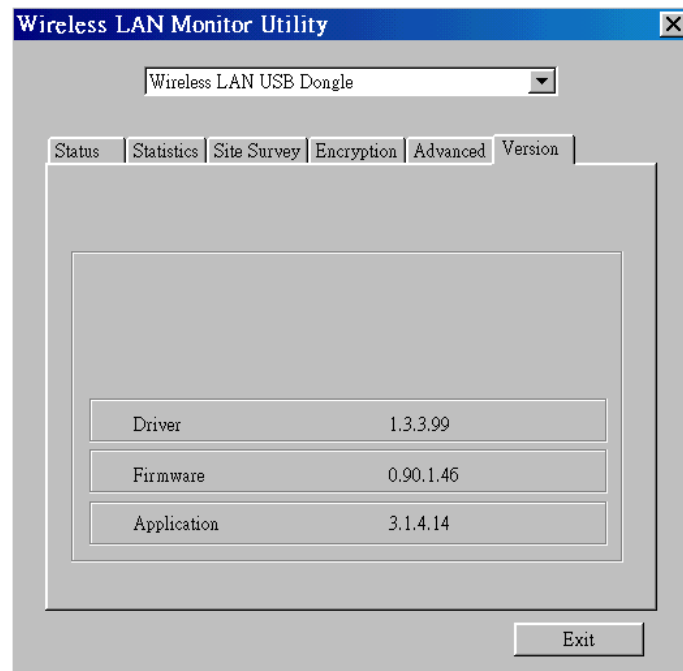 Wireless LAN Monitor Utility
Wireless LAN USB Dongle
Status Statistics Site Survey Encryption Advanced Version
Driver 1.3.3.99
Firmware 0.90.1.46
Application 3.1.4.14
Exit